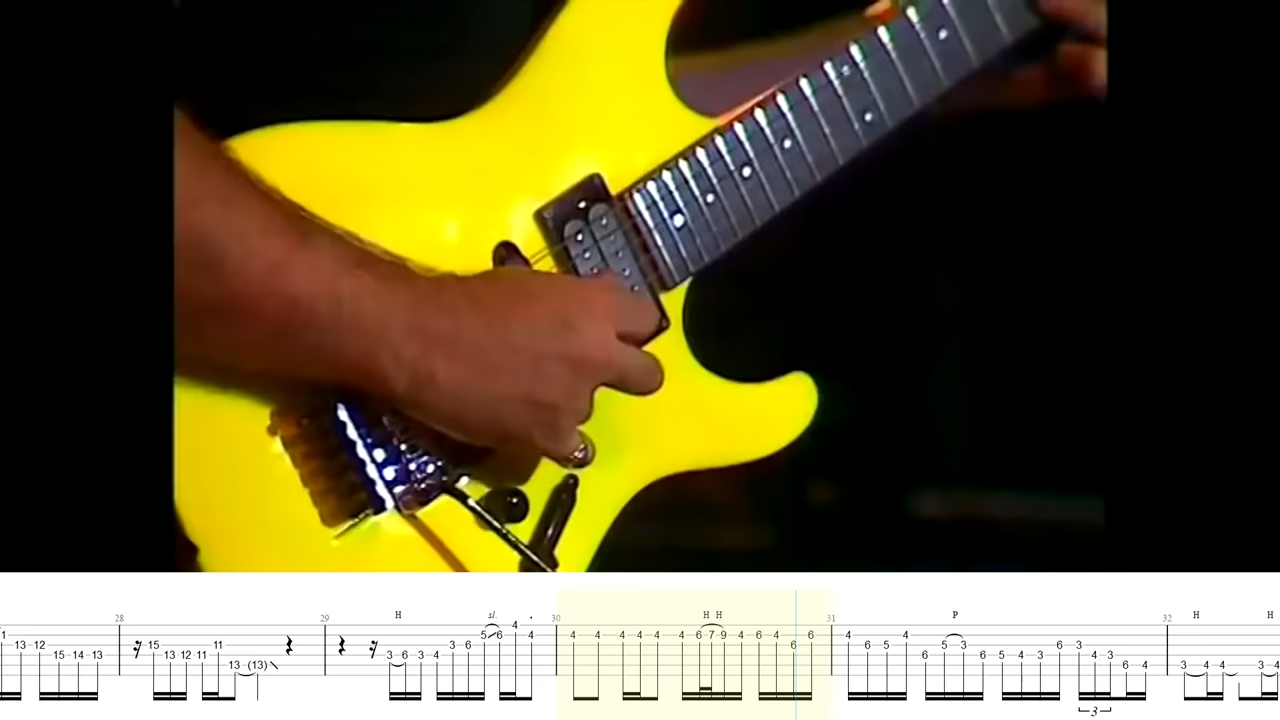 28 29 30 31 32
H sl. H H P H H
4 .
1 5 6 4 4 4 4 4 4 4 6 7 9 4 6 4 6 4 4
13 12 15 11 3 6 6 6 5 5 3 6 3
15 14 13 13 12 11 3 6 3 4 6 6 5 4 3 4 3
13 (13) 6 4 3 4 4 3 4
3